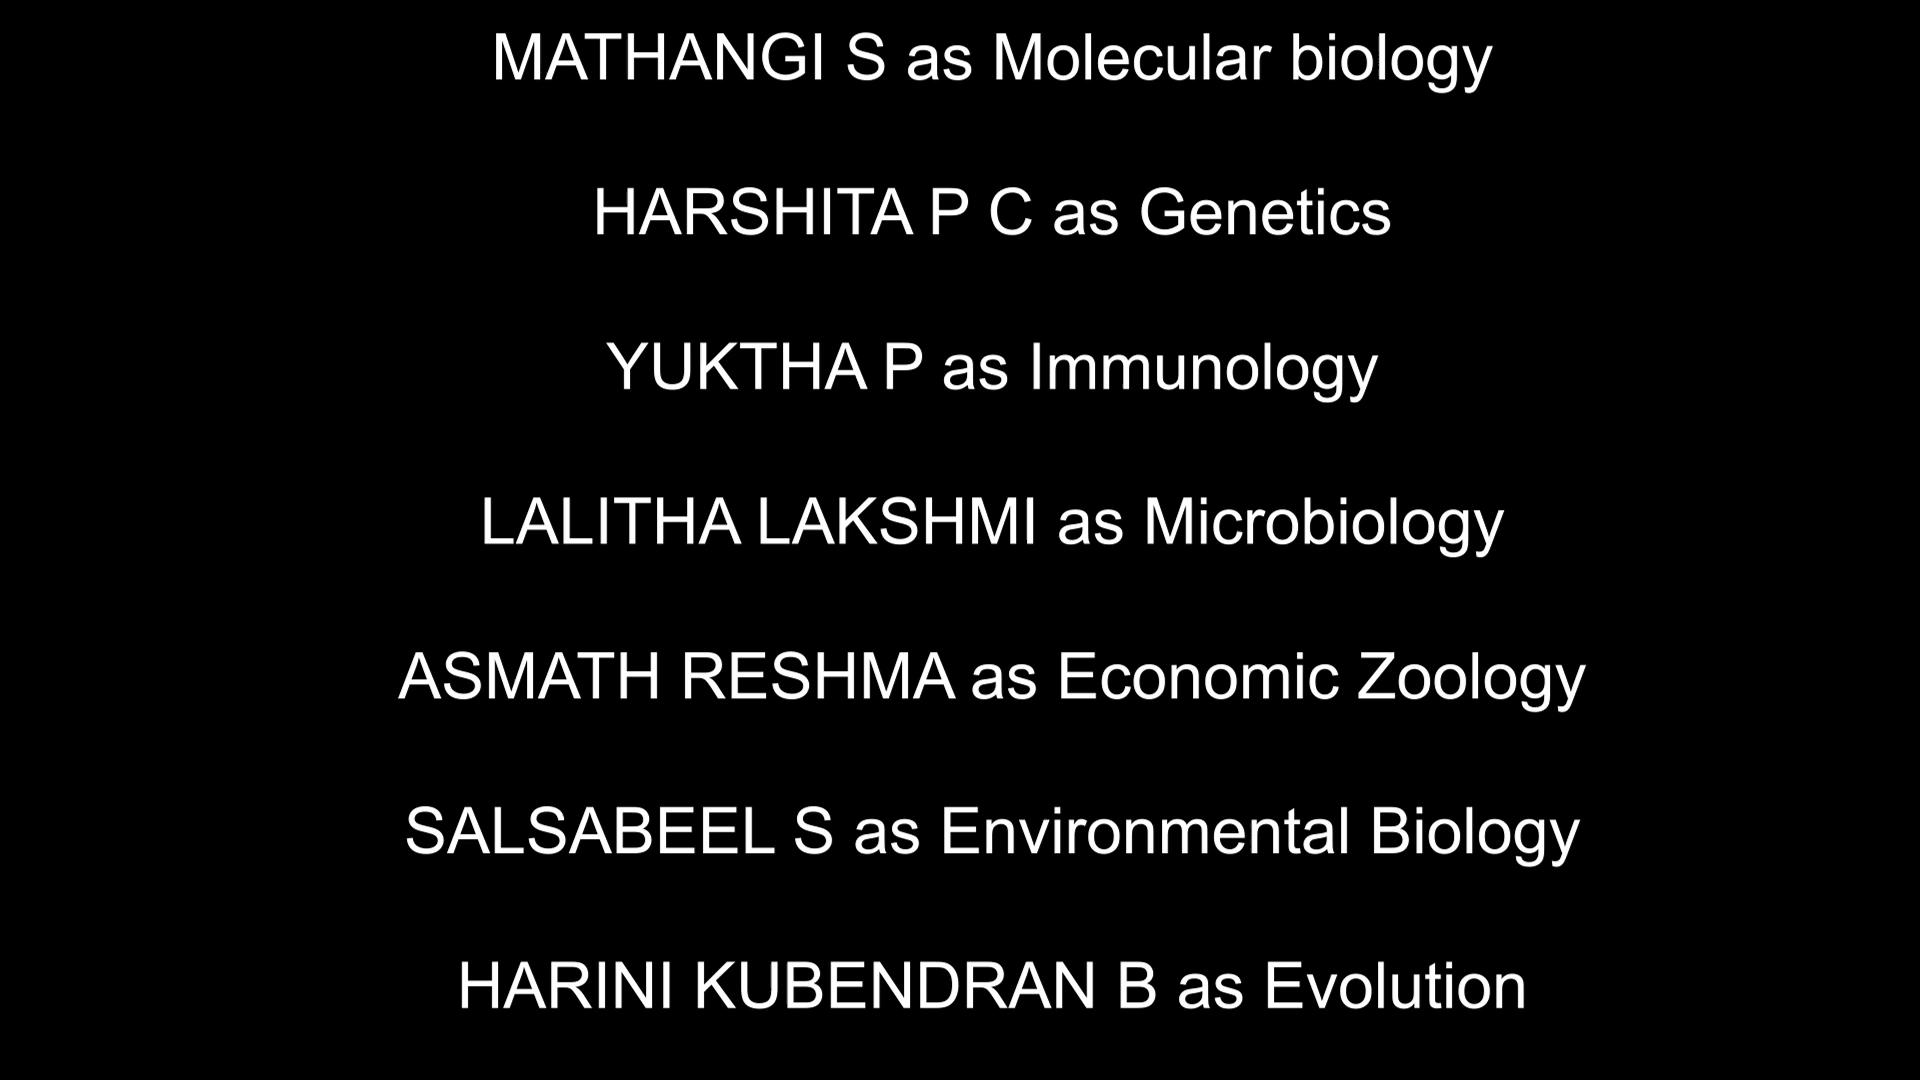 MATHANGI S as Molecular biology
HARSHITA P C as Genetics
YUKTHA P as Immunology
LALITHA LAKSHMI as Microbiology
ASMATH RESHMA as Economic Zoology
SALSABEEL S as Environmental Biology
HARINI KUBENDRAN B as Evolution